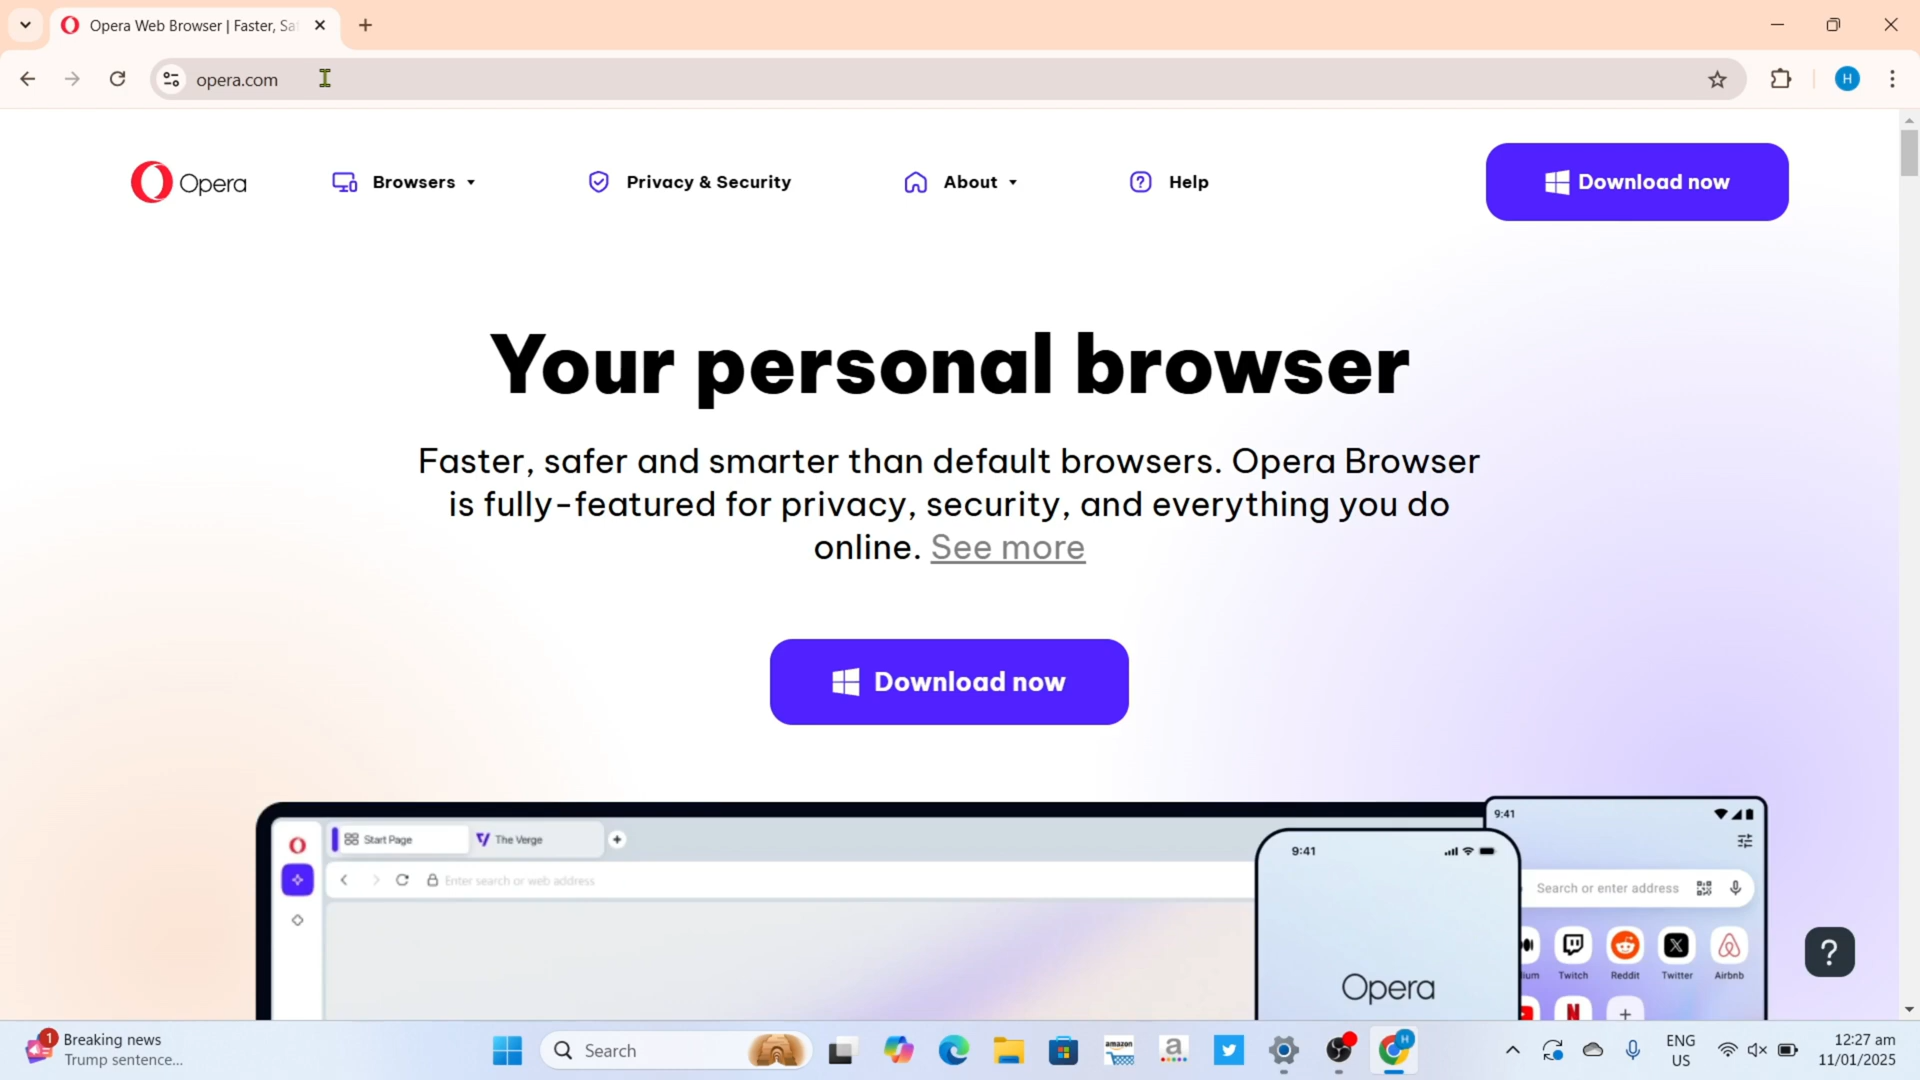 Opera Web Browser | Faster, Sa
opera.com
H
Opera
Browsers
Privacy & Security
About
Help
Download now
Your personal browser
Faster, safer and smarter than default browsers. Opera Browser
is fully-featured for privacy, security, and everything you do
online. See more
Download now
Start Page
The Verge
Enter search or web address
9:41
Opera
9:41
Search or enter address
Twitch
Reddit
Twitter
Airbnb
1
Breaking news
Trump sentence...
Search
amazon
H
ENG
US
12:27 am
11/01/2025